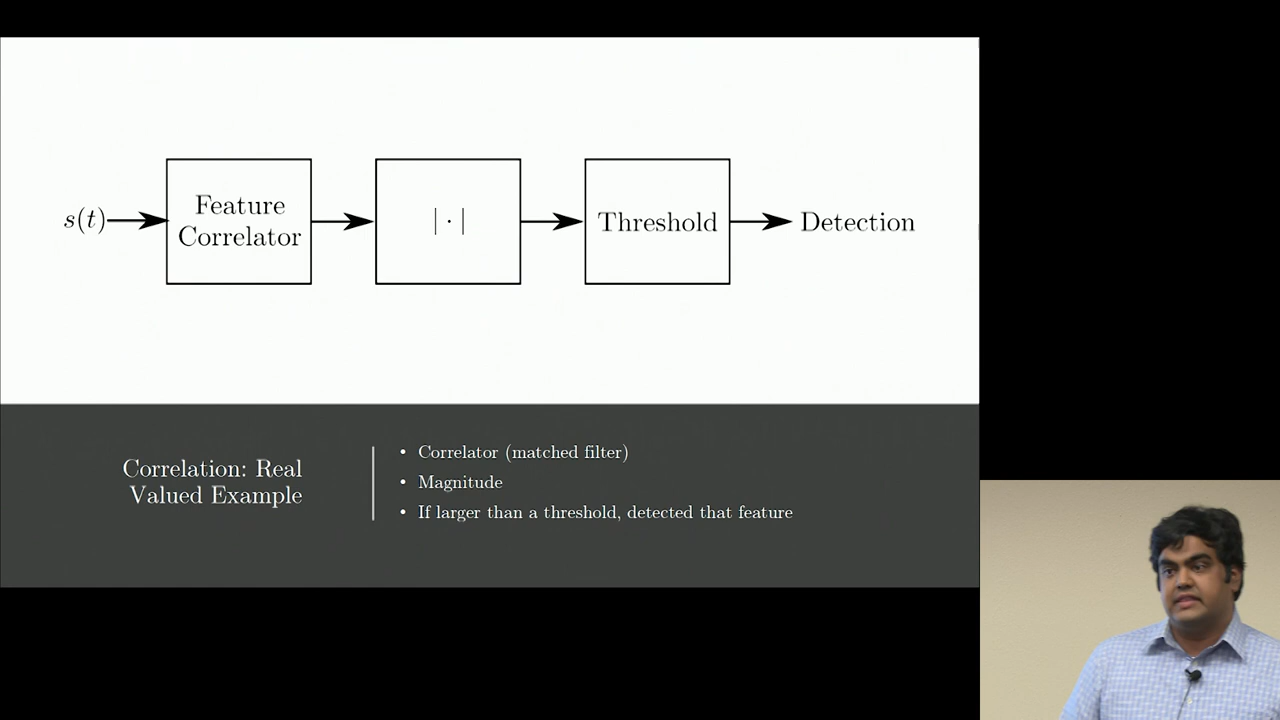 s(t)
Feature
Correlator
| · |
Threshold
Detection
Correlation: Real
Valued Example
• Correlator (matched filter)
• Magnitude
• If larger than a threshold, detected that feature